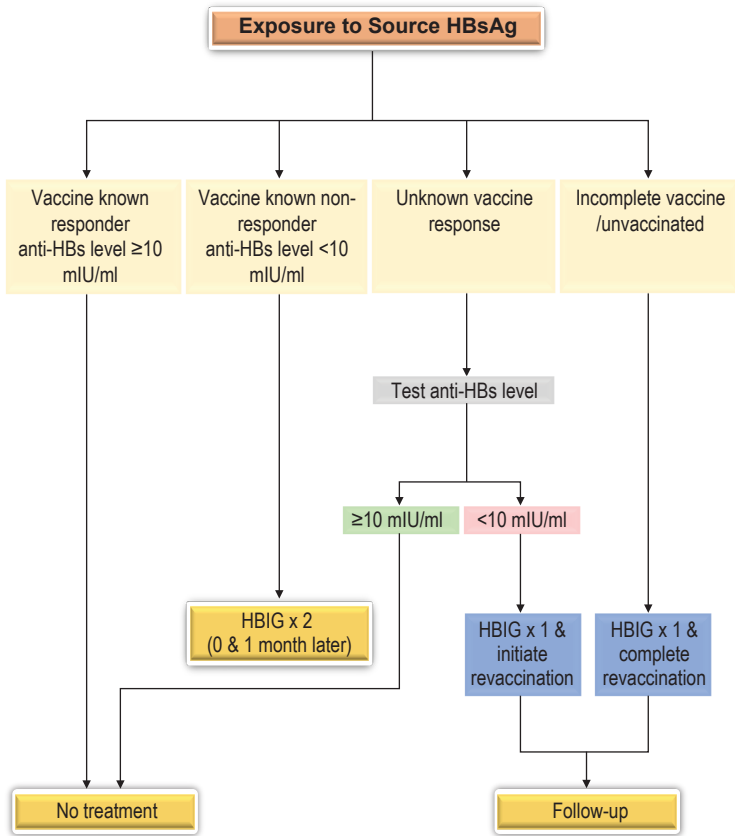 Exposure to Source HBsAg
Vaccine known
responder
anti-HBs level ≥10
mIU/ml
Vaccine known non-
responder
anti-HBs level <10
mIU/ml
Unknown vaccine
response
Incomplete vaccine
/unvaccinated
Test anti-HBs level
≥10 mIU/ml
<10 mIU/ml
HBIG x 2
(0 & 1 month later)
HBIG x 1 &
initiate
revaccination
HBIG x 1 &
complete
revaccination
No treatment
Follow-up